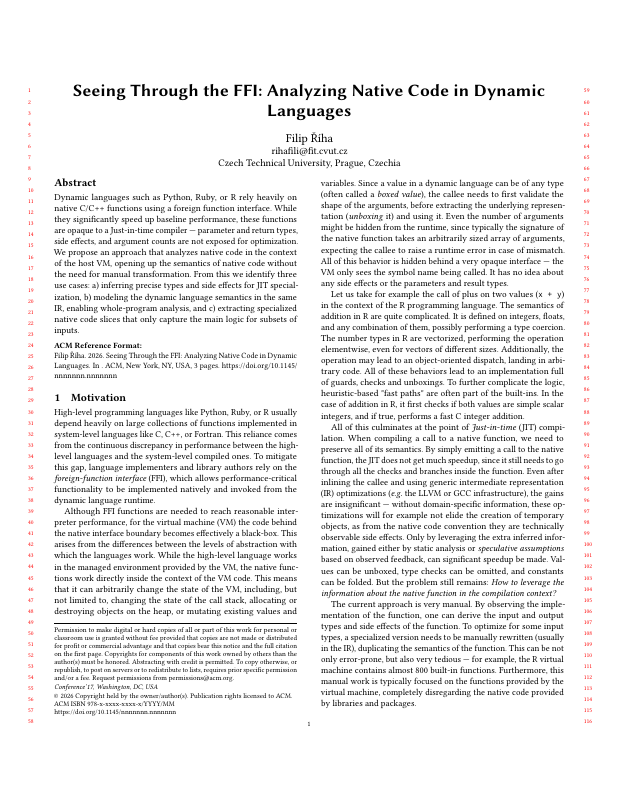 Seeing Through the FFI: Analyzing Native Code in Dynamic
Languages
Filip Říha
rihafili@fit.cvut.cz
Czech Technical University, Prague, Czechia
Abstract
Dynamic languages such as Python, Ruby, or R rely heavily on
native C/C++ functions using a foreign function interface. While
they significantly speed up baseline performance, these functions
are opaque to a Just-in-time compiler — parameter and return types,
side effects, and argument counts are not exposed for optimization.
We propose an approach that analyzes native code in the context
of the host VM, opening up the semantics of native code without
the need for manual transformation. From this we identify three
use cases: a) inferring precise types and side effects for JIT special-
ization, b) modeling the dynamic language semantics in the same
IR, enabling whole-program analysis, and c) extracting specialized
native code slices that only capture the main logic for subsets of
inputs.
ACM Reference Format:
Filip Říha. 2026. Seeing Through the FFI: Analyzing Native Code in Dynamic
Languages. In . ACM, New York, NY, USA, 3 pages. https://doi.org/10.1145/
nnnnnnn.nnnnnnn
1 Motivation
High-level programming languages like Python, Ruby, or R usually
depend heavily on large collections of functions implemented in
system-level languages like C, C++, or Fortran. This reliance comes
from the continuous discrepancy in performance between the high-
level languages and the system-level compiled ones. To mitigate
this gap, language implementers and library authors rely on the
foreign-function interface (FFI), which allows performance-critical
functionality to be implemented natively and invoked from the
dynamic language runtime.
Although FFI functions are needed to reach reasonable inter-
preter performance, for the virtual machine (VM) the code behind
the native interface boundary becomes effectively a black-box. This
arises from the differences between the levels of abstraction with
which the languages work. While the high-level language works
in the managed environment provided by the VM, the native func-
tions work directly inside the context of the VM code. This means
that it can arbitrarily change the state of the VM, including, but
not limited to, changing the state of the call stack, allocating or
destroying objects on the heap, or mutating existing values and
Permission to make digital or hard copies of all or part of this work for personal or
classroom use is granted without fee provided that copies are not made or distributed
for profit or commercial advantage and that copies bear this notice and the full citation
on the first page. Copyrights for components of this work owned by others than the
author(s) must be honored. Abstracting with credit is permitted. To copy otherwise, or
republish, to post on servers or to redistribute to lists, requires prior specific permission
and/or a fee. Request permissions from permissions@acm.org.
Conference'17, Washington, DC, USA
© 2026 Copyright held by the owner/author(s). Publication rights licensed to ACM.
ACM ISBN 978-x-xxxx-xxxx-x/YYYY/MM
https://doi.org/10.1145/nnnnnnn.nnnnnnn
variables. Since a value in a dynamic language can be of any type
(often called a boxed value), the callee needs to first validate the
shape of the arguments, before extracting the underlying represen-
tation (unboxing it) and using it. Even the number of arguments
might be hidden from the runtime, since typically the signature of
the native function takes an arbitrarily sized array of arguments,
expecting the callee to raise a runtime error in case of mismatch.
All of this behavior is hidden behind a very opaque interface — the
VM only sees the symbol name being called. It has no idea about
any side effects or the parameters and result types.
Let us take for example the call of plus on two values (x + y)
in the context of the R programming language. The semantics of
addition in R are quite complicated. It is defined on integers, floats,
and any combination of them, possibly performing a type coercion.
The number types in R are vectorized, performing the operation
elementwise, even for vectors of different sizes. Additionally, the
operation may lead to an object-oriented dispatch, landing in arbi-
trary code. All of these behaviors lead to an implementation full
of guards, checks and unboxings. To further complicate the logic,
heuristic-based "fast paths" are often part of the built-ins. In the
case of addition in R, it first checks if both values are simple scalar
integers, and if true, performs a fast C integer addition.
All of this culminates at the point of Just-in-time (JIT) compi-
lation. When compiling a call to a native function, we need to
preserve all of its semantics. By simply emitting a call to the native
function, the JIT does not get much speedup, since it still needs to go
through all the checks and branches inside the function. Even after
inlining the callee and using generic intermediate representation
(IR) optimizations (e.g. the LLVM or GCC infrastructure), the gains
are insignificant — without domain-specific information, these op-
timizations will for example not elide the creation of temporary
objects, as from the native code convention they are technically
observable side effects. Only by leveraging the extra inferred infor-
mation, gained either by static analysis or speculative assumptions
based on observed feedback, can significant speedup be made. Val-
ues can be unboxed, type checks can be omitted, and constants
can be folded. But the problem still remains: How to leverage the
information about the native function in the compilation context?
The current approach is very manual. By observing the imple-
mentation of the function, one can derive the input and output
types and side effects on the system. To optimize for some input
types, a specialized version needs to be manually rewritten (usually
in the IR), duplicating the semantics of the function. This can be not
only error-prone, but also very tedious — for example, the R virtual
machine contains almost 800 built-in functions. Furthermore, this
manual work is typically focused on the functions provided by the
virtual machine, completely disregarding the native code provided
by libraries and packages.
1